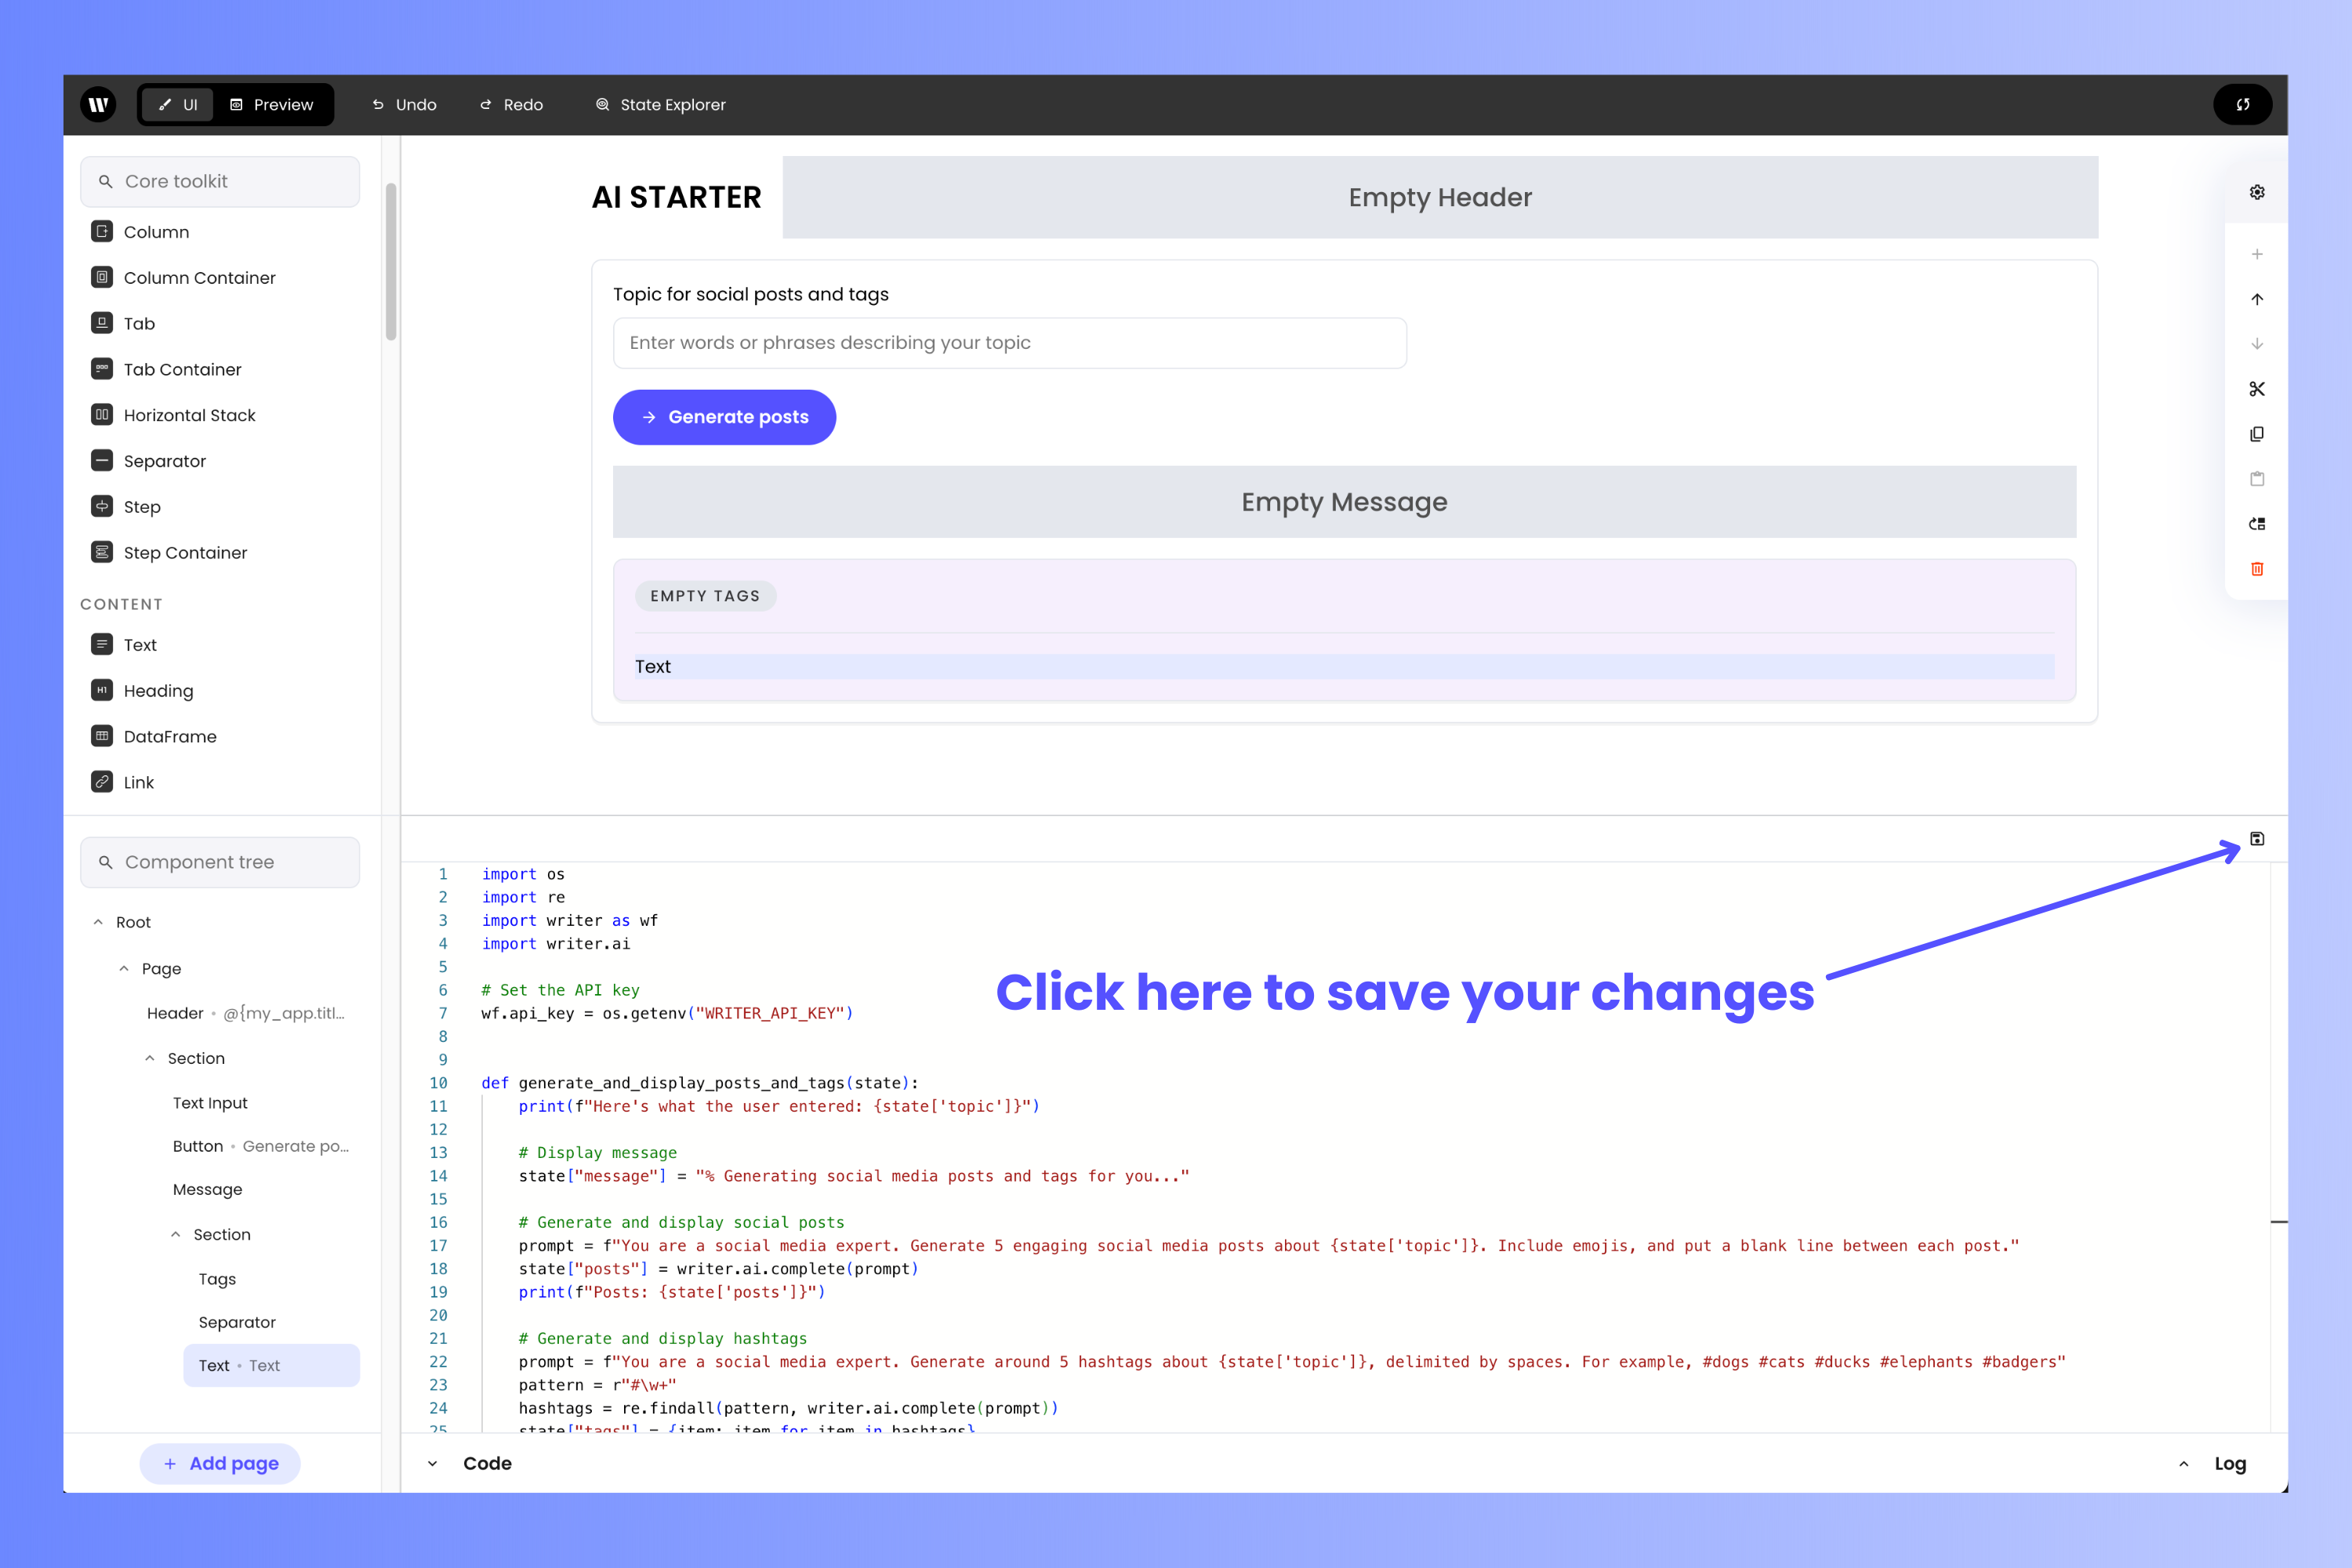 UI
Preview
Undo
Redo
State Explorer
Core toolkit
Column
Column Container
Tab
Tab Container
Horizontal Stack
Separator
Step
Step Container
CONTENT
Text
H1 Heading
DataFrame
Link
AI STARTER
Empty Header
Topic for social posts and tags
Enter words or phrases describing your topic
Generate posts
Empty Message
EMPTY TAGS
Text
Component tree
Root
Page
Header • @{my_app.titl...
Section
Text Input
Button • Generate po...
Message
Section
Tags
Separator
Text • Text
+ Add page
1 import os
2 import re
3 import writer as wf
4 import writer.ai
5
6 # Set the API key
7 wf.api_key = os.getenv("WRITER_API_KEY")
8
9
10 def generate_and_display_posts_and_tags(state):
11 print(f"Here's what the user entered: {state['topic']}")
12
13 # Display message
14 state["message"] = "% Generating social media posts and tags for you..."
15
16 # Generate and display social posts
17 prompt = f"You are a social media expert. Generate 5 engaging social media posts about {state['topic']}. Include emojis, and put a blank line between each post."
18 state["posts"] = writer.ai.complete(prompt)
19 print(f"Posts: {state['posts']}")
20
21 # Generate and display hashtags
22 prompt = f"You are a social media expert. Generate around 5 hashtags about {state['topic']}, delimited by spaces. For example, #dogs #cats #ducks #elephants #badgers"
23 pattern = r"#\w+"
24 hashtags = re.findall(pattern, writer.ai.complete(prompt))
25 state["tags"] = {item: item for item in hashtags}
Click here to save your changes
Code
Log